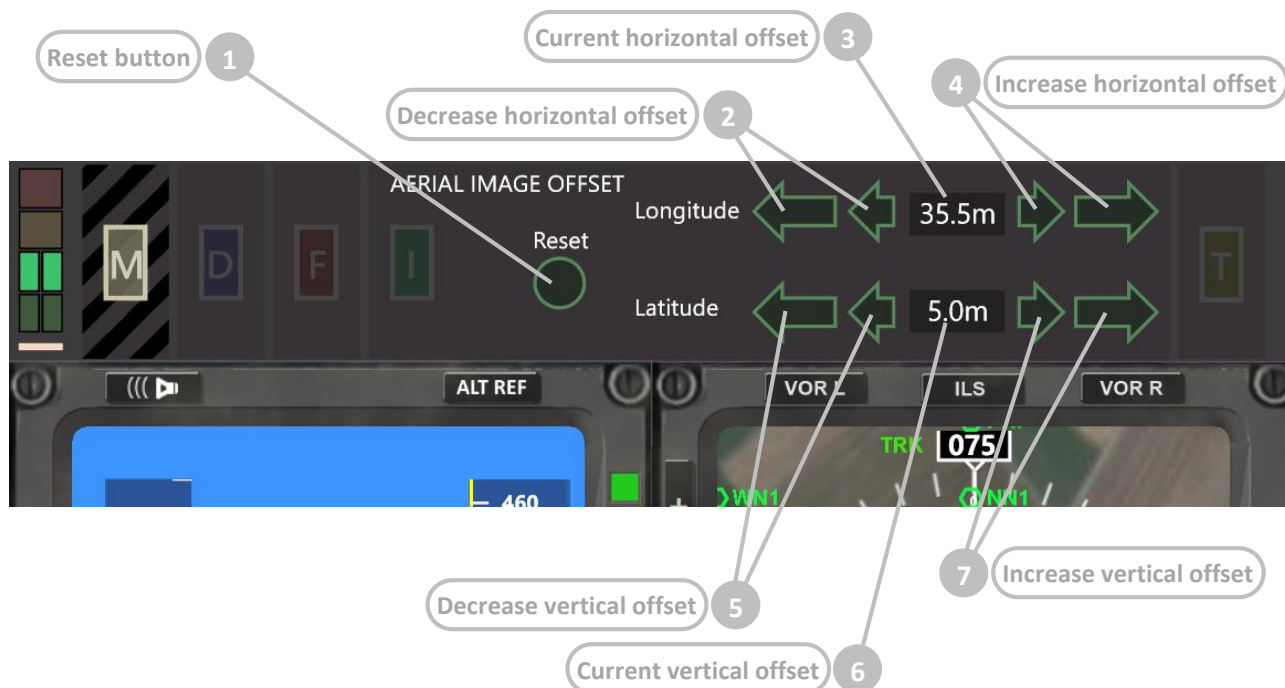 Current horizontal offset 3
Reset button 1
4 Increase horizontal offset
Decrease horizontal offset 2
AERIAL IMAGE OFFSET
Longitude 35.5m
Reset
M D F I T
Latitude 5.0m
ALT REF VOR L ILS VOR R
TRK 075
WN1 NN1
460
+
7 Increase vertical offset
Decrease vertical offset 5
Current vertical offset 6